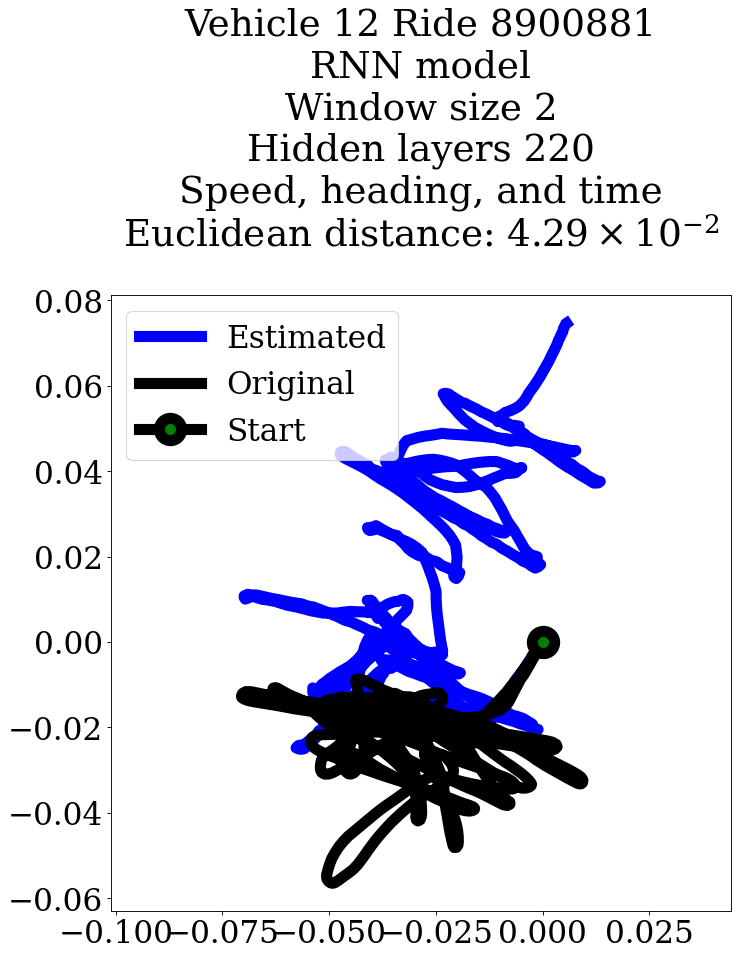 Vehicle 12 Ride 8900881
RNN model
Window size 2
Hidden layers 220
Speed, heading, and time
Euclidean distance: 4.29 × 10⁻²
0.08
0.06
0.04
0.02
0.00
−0.02
−0.04
−0.06
Estimated
Original
Start
−0.100 −0.075 −0.050 −0.025 0.000 0.025